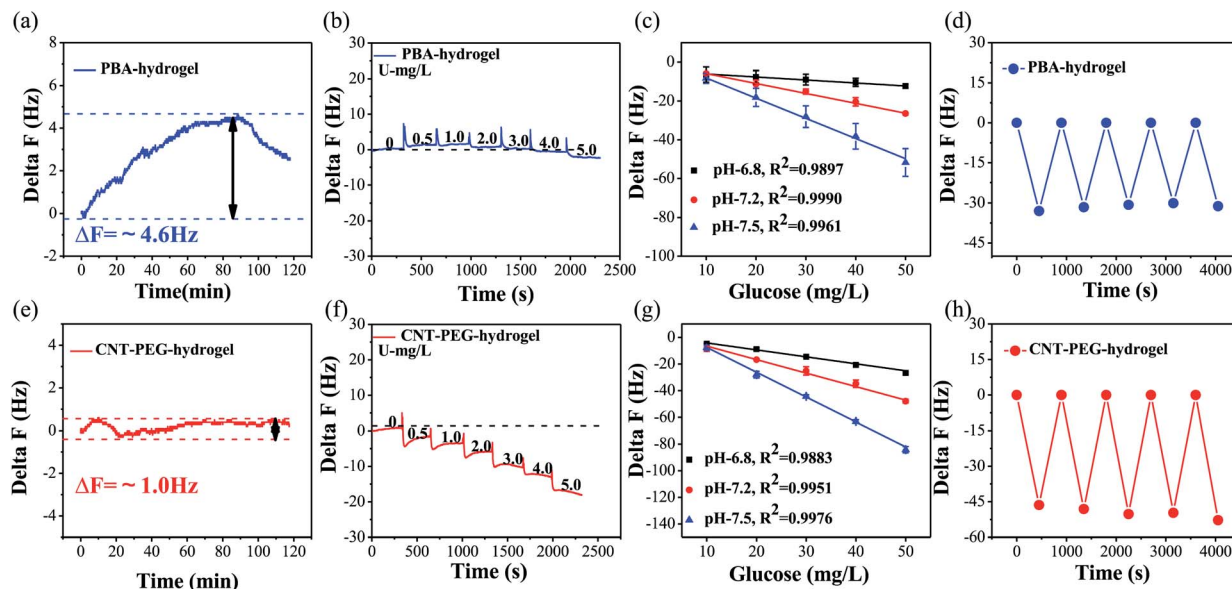 (a)
8
6
4
2
0
-2
Delta F (Hz)
PBA-hydrogel
ΔF= ~ 4.6Hz
0 20 40 60 80 100 120
Time(min)
(b)
30
20
10
0
-10
-20
-30
Delta F (Hz)
PBA-hydrogel
U-mg/L
0 0.5 1.0 2.0 3.0 4.0 5.0
0 500 1000 1500 2000 2500
Time (s)
(c)
0
-20
-40
-60
-80
-100
Delta F (Hz)
pH-6.8, R²=0.9897
pH-7.2, R²=0.9990
pH-7.5, R²=0.9961
10 20 30 40 50
Glucose (mg/L)
(d)
30
15
0
-15
-30
-45
Delta F (Hz)
PBA-hydrogel
0 1000 2000 3000 4000
Time (s)
(e)
6
4
2
0
-2
-4
Delta F (Hz)
CNT-PEG-hydrogel
ΔF= ~ 1.0Hz
0 20 40 60 80 100 120
Time (min)
(f)
30
20
10
0
-10
-20
-30
Delta F (Hz)
CNT-PEG-hydrogel
U-mg/L
0 0.5 1.0 2.0 3.0 4.0 5.0
0 500 1000 1500 2000 2500
Time (s)
(g)
0
-20
-40
-60
-80
-100
-120
-140
Delta F (Hz)
pH-6.8, R²=0.9883
pH-7.2, R²=0.9951
pH-7.5, R²=0.9976
10 20 30 40 50
Glucose (mg/L)
(h)
30
15
0
-15
-30
-45
-60
Delta F (Hz)
CNT-PEG-hydrogel
0 1000 2000 3000 4000
Time (s)